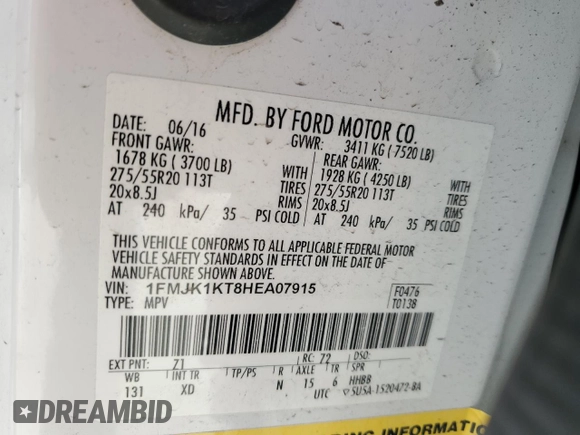 MFD. BY FORD MOTOR CO.
DATE: 06/16 GVWR: 3411 KG ( 7520 LB)
FRONT GAWR: REAR GAWR:
1678 KG ( 3700 LB) WITH 1928 KG ( 4250 LB) WITH
275/55R20 113T TIRES 275/55R20 113T TIRES
20x8.5J RIMS 20x8.5J RIMS
AT 240 kPa/ 35 PSI COLD AT 240 kPa/ 35 PSI COLD
THIS VEHICLE CONFORMS TO ALL APPLICABLE FEDERAL MOTOR
VEHICLE SAFETY STANDARDS IN EFFECT ON THE DATE OF
MANUFACTURE SHOWN ABOVE.
VIN: 1FMJK1KT8HEA07915 F0476
TYPE: MPV T0138
EXT PNT: Z1 RC: 72 DSO:
WB INT TR TP/PS R AXLE TR SPR
131 XD N 15 6 HHBB
UTC 5U5A-1520472-BA
ING INFORMATION
RIDEBIDFAX